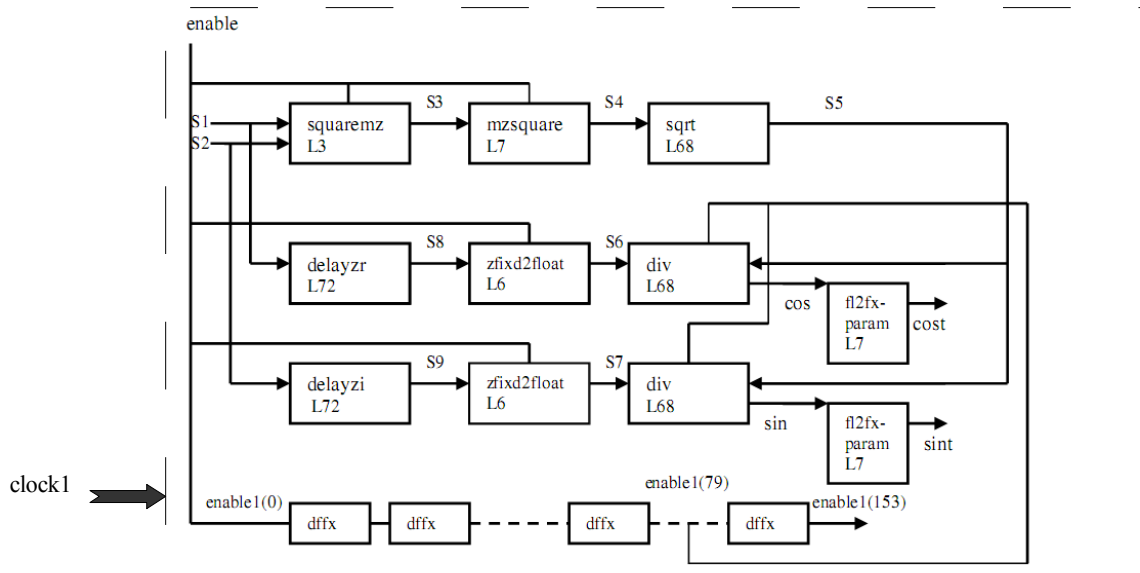 enable
S1
S2
squaremz
L3
S3
mzsquare
L7
S4
sqrt
L68
S5
delayzr
L72
S8
zfixd2float
L6
S6
div
L68
cos
fl2fx-
param
L7
cost
delayzi
L72
S9
zfixd2float
L6
S7
div
L68
sin
fl2fx-
param
L7
sint
clock1
enable1(0)
dffx
dffx
dffx
enable1(79)
dffx
enable1(153)